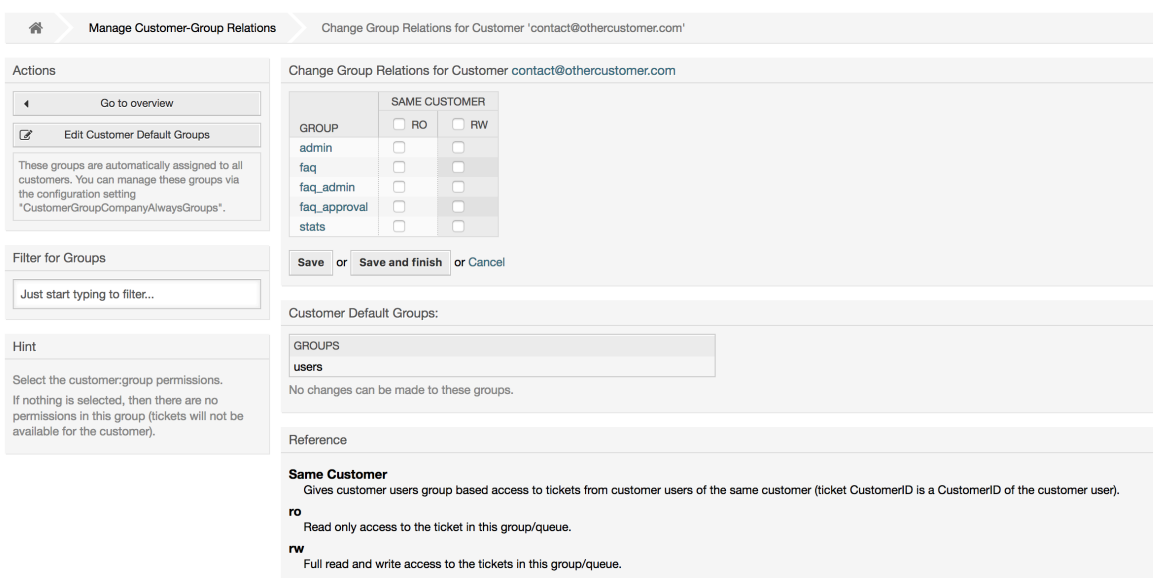 Manage Customer-Group Relations
Change Group Relations for Customer 'contact@othercustomer.com'
Actions
Go to overview
Edit Customer Default Groups
These groups are automatically assigned to all
customers. You can manage these groups via
the configuration setting
"CustomerGroupCompanyAlwaysGroups".
Filter for Groups
Just start typing to filter...
Hint
Select the customer:group permissions.
If nothing is selected, then there are no
permissions in this group (tickets will not be
available for the customer).
Change Group Relations for Customer contact@othercustomer.com
SAME CUSTOMER
GROUP RO RW
admin
faq
faq_admin
faq_approval
stats
Save or Save and finish or Cancel
Customer Default Groups:
GROUPS
users
No changes can be made to these groups.
Reference
Same Customer
Gives customer users group based access to tickets from customer users of the same customer (ticket CustomerID is a CustomerID of the customer user).
ro
Read only access to the ticket in this group/queue.
rw
Full read and write access to the tickets in this group/queue.